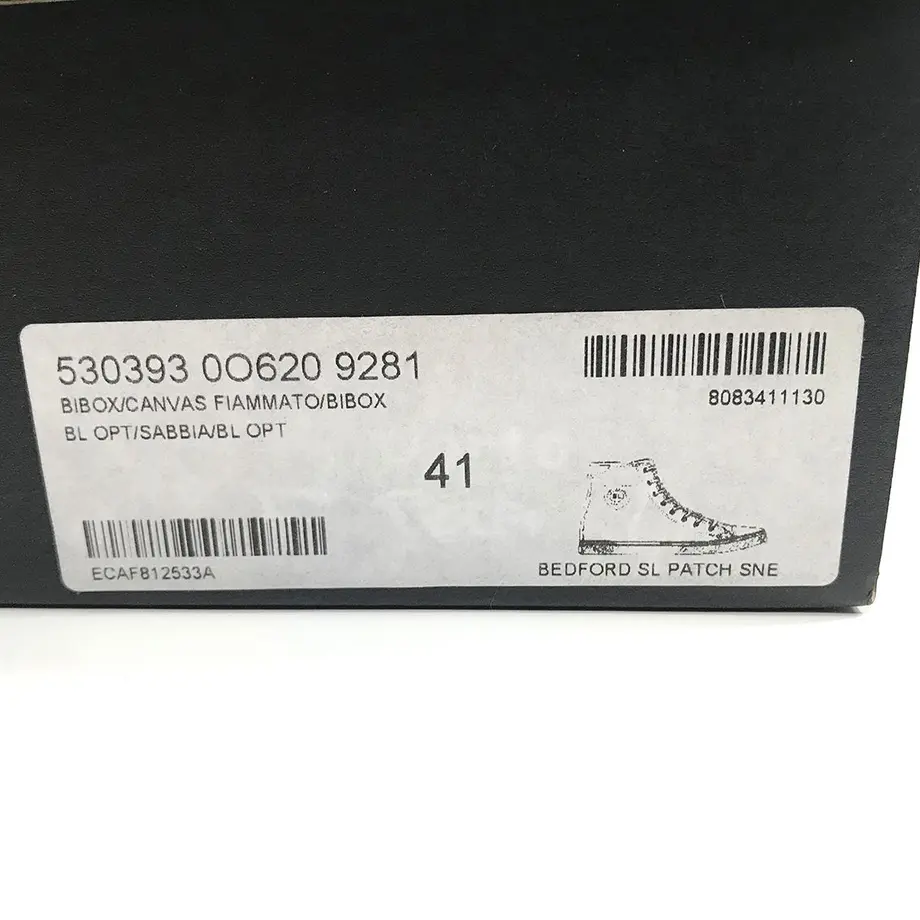 530393 0O620 9281
BIBOX/CANVAS FIAMMATO/BIBOX
BL OPT/SABBIA/BL OPT
8083411130
41
ECAF812533A
BEDFORD SL PATCH SNE